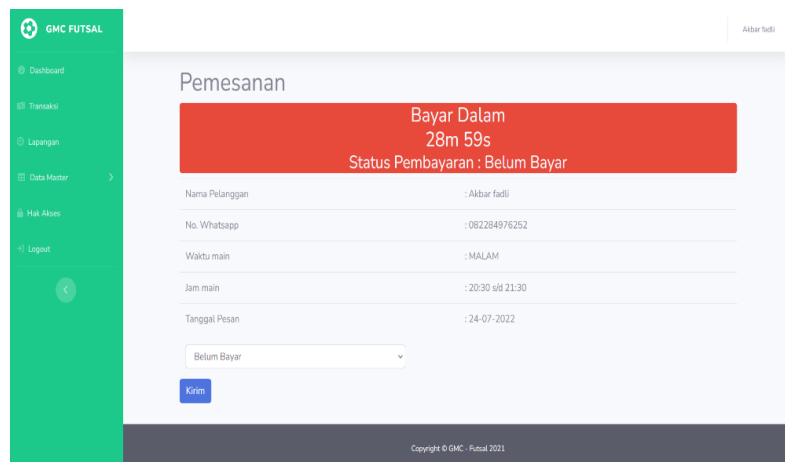 GMC FUTSAL
Akbar fadli
Dashboard
Transaksi
Lapangan
Data Master
Hak Akses
Logout
Pemesanan
Bayar Dalam
28m 59s
Status Pembayaran : Belum Bayar
Nama Pelanggan : Akbar fadli
No. Whatsapp : 082284976252
Waktu main : MALAM
Jam main : 20:30 s/d 21:30
Tanggal Pesan : 24-07-2022
Belum Bayar
Kirim
Copyright © GMC - Futsal 2021